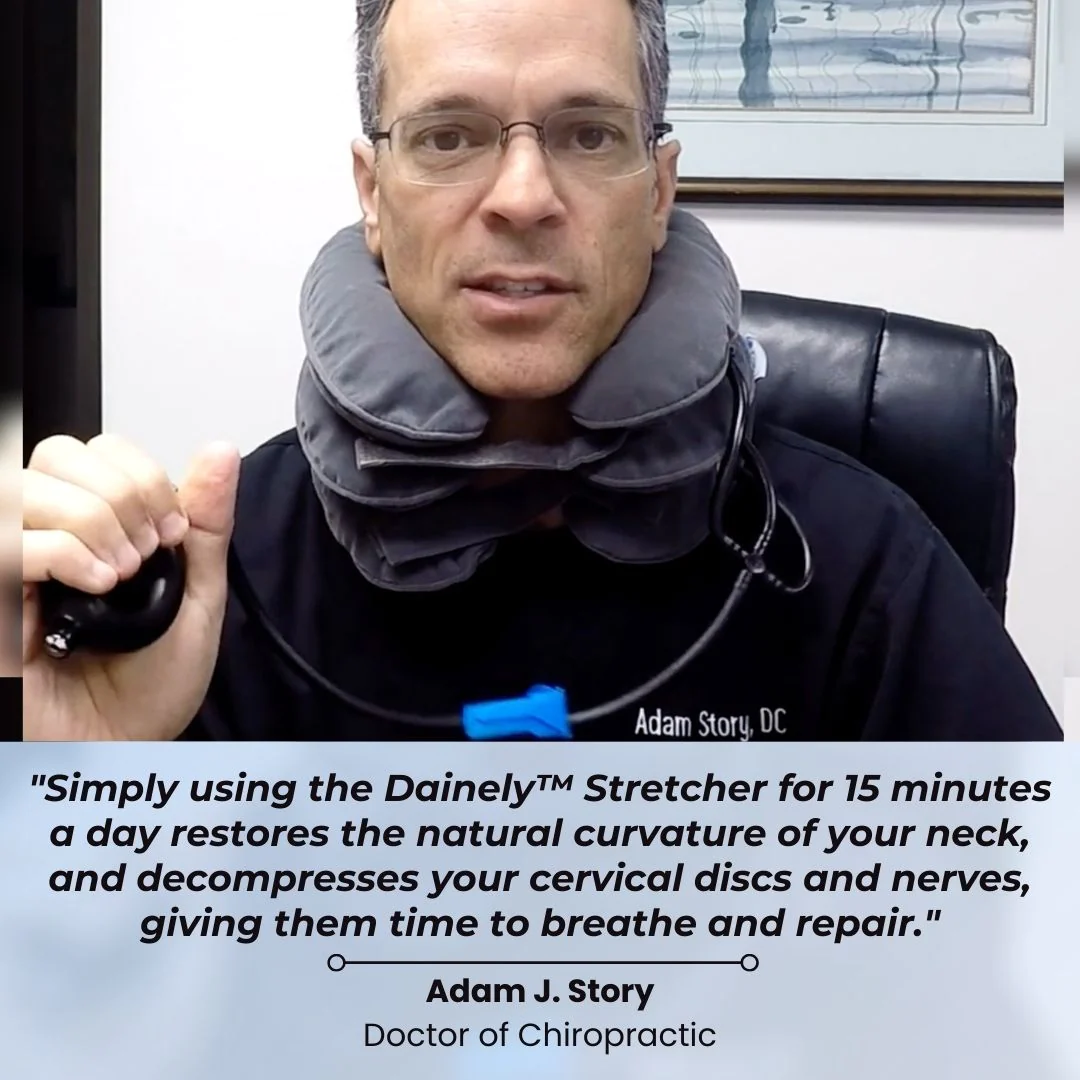 Adam Story, DC
"Simply using the Dainely™ Stretcher for 15 minutes
a day restores the natural curvature of your neck,
and decompresses your cervical discs and nerves,
giving them time to breathe and repair."
Adam J. Story
Doctor of Chiropractic